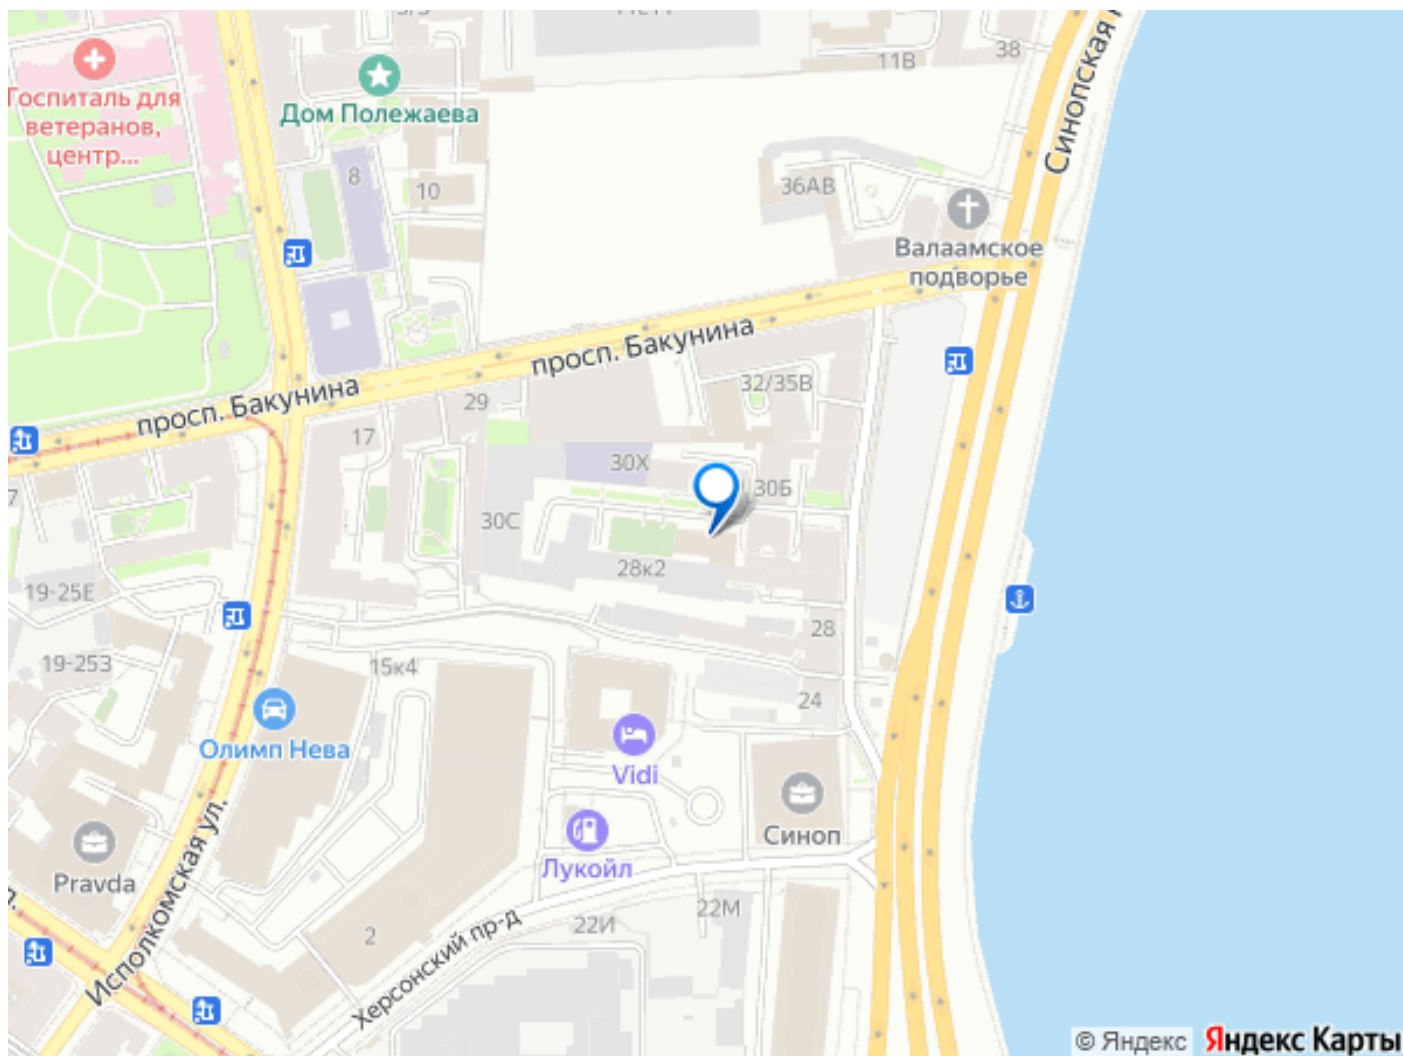 38
11В
Синопская
Госпиталь для
ветеранов,
центр...
Дом Полежаева
8
10
36АВ
Валаамское
подворье
просп. Бакунина
просп. Бакунина
32/35В
29
17
30Х
30Б
7
30С
28к2
19-25Е
28
19-253
15к4
24
Олимп Нева
Vidi
Синоп
Лукойл
Pravda
Исполкомская ул.
22М
22И
2
Херсонский пр-д
© Яндекс
Яндекс Карты